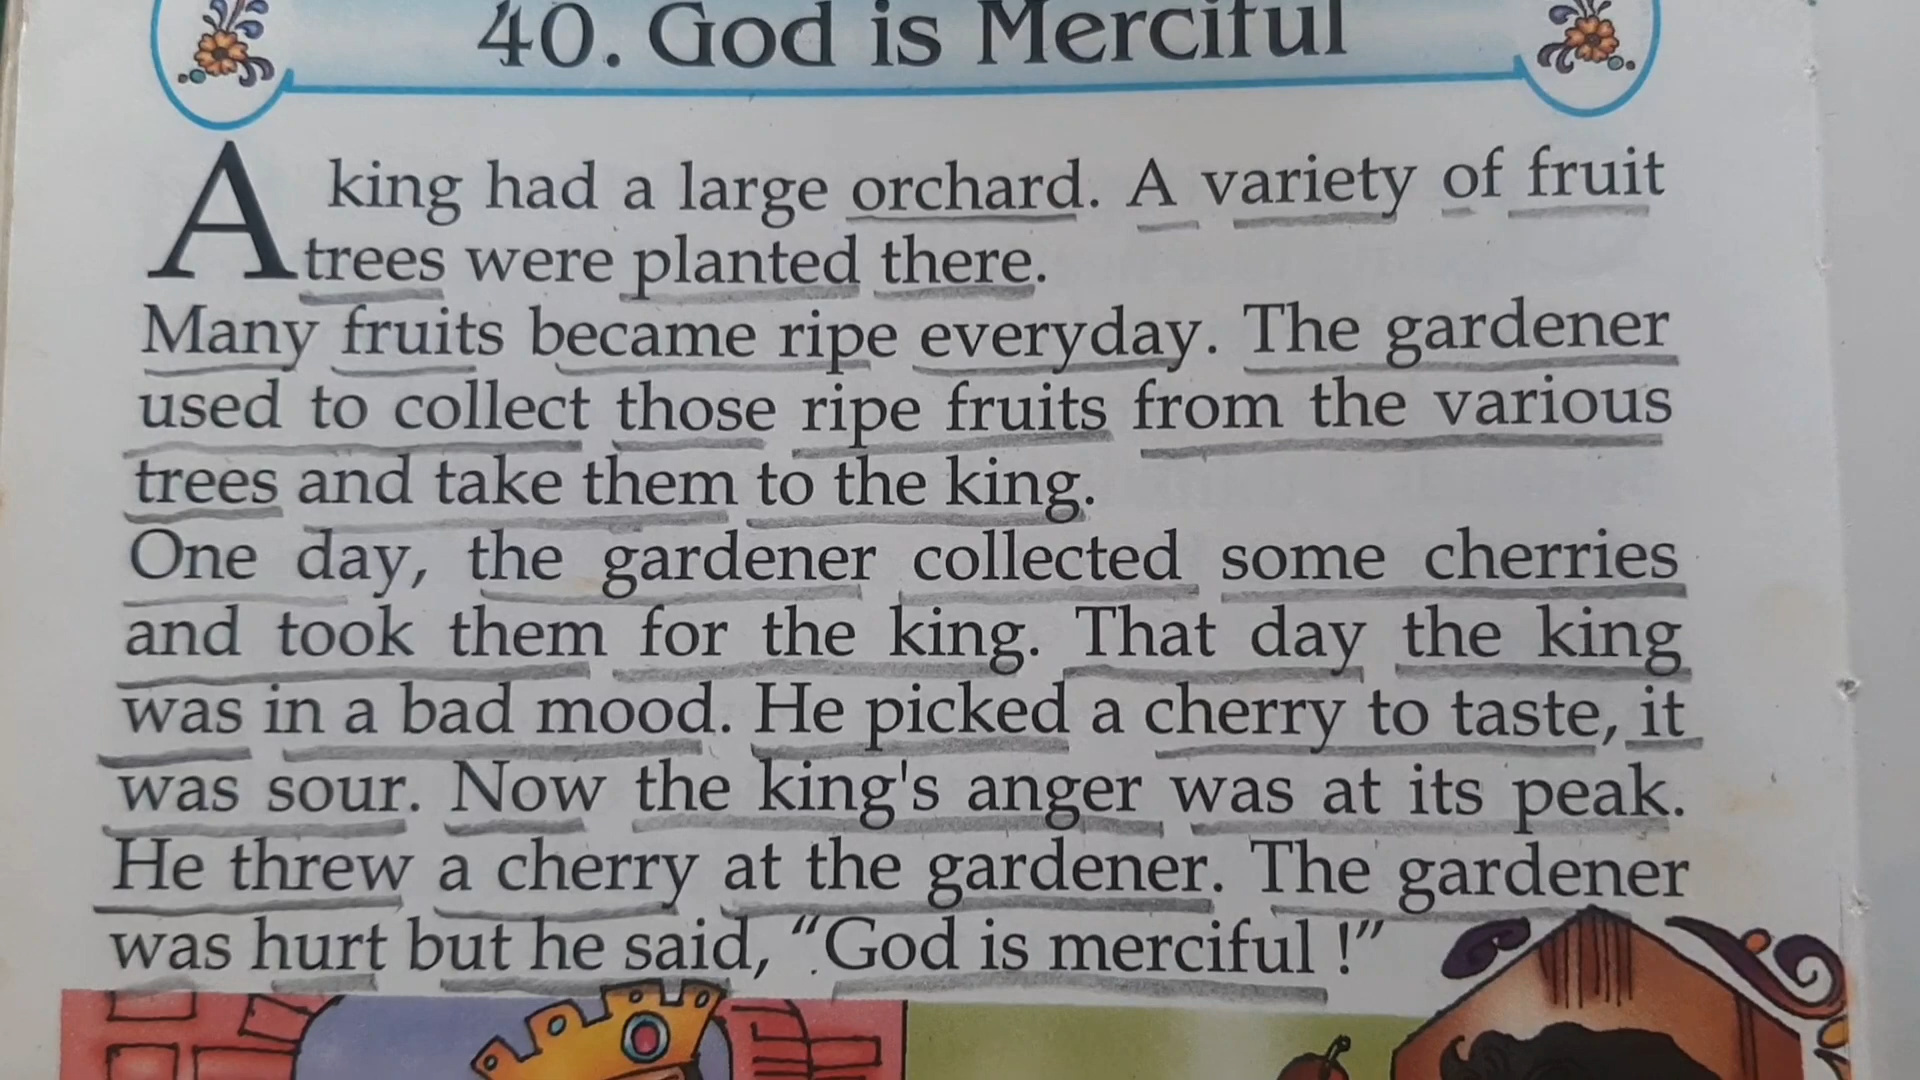 40. God is Merciful
A king had a large orchard. A variety of fruit
trees were planted there.
Many fruits became ripe everyday. The gardener
used to collect those ripe fruits from the various
trees and take them to the king.
One day, the gardener collected some cherries
and took them for the king. That day the king
was in a bad mood. He picked a cherry to taste, it
was sour. Now the king's anger was at its peak.
He threw a cherry at the gardener. The gardener
was hurt but he said, “God is merciful !”